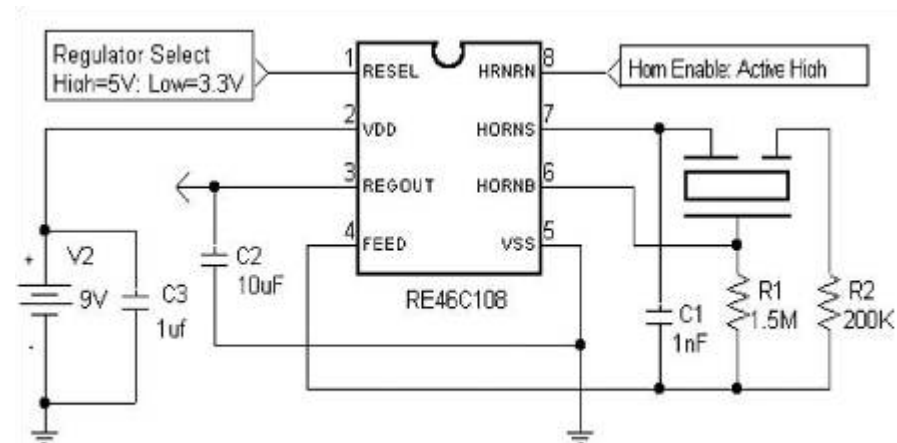 Regulator Select
High=5V: Low=3.3V
1
RESEL
2
VDD
3
REGOUT
4
FEED
8
HRNRN
7
HORNS
6
HORNB
5
VSS
Horn Enable: Active High
RE46C108
+
V2
9V
-
C3
1uf
C2
10uF
C1
1nF
R1
1.5M
R2
200K